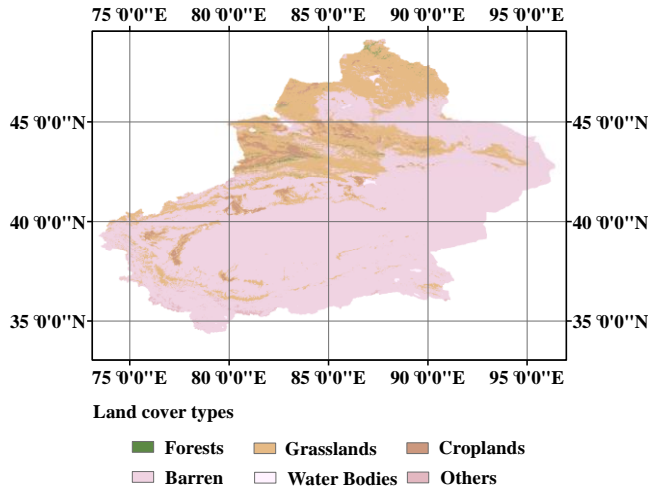 75°0'0"E 80°0'0"E 85°0'0"E 90°0'0"E 95°0'0"E
45°0'0"N 45°0'0"N
40°0'0"N 40°0'0"N
35°0'0"N 35°0'0"N
75°0'0"E 80°0'0"E 85°0'0"E 90°0'0"E 95°0'0"E
Land cover types
Forests Grasslands Croplands
Barren Water Bodies Others